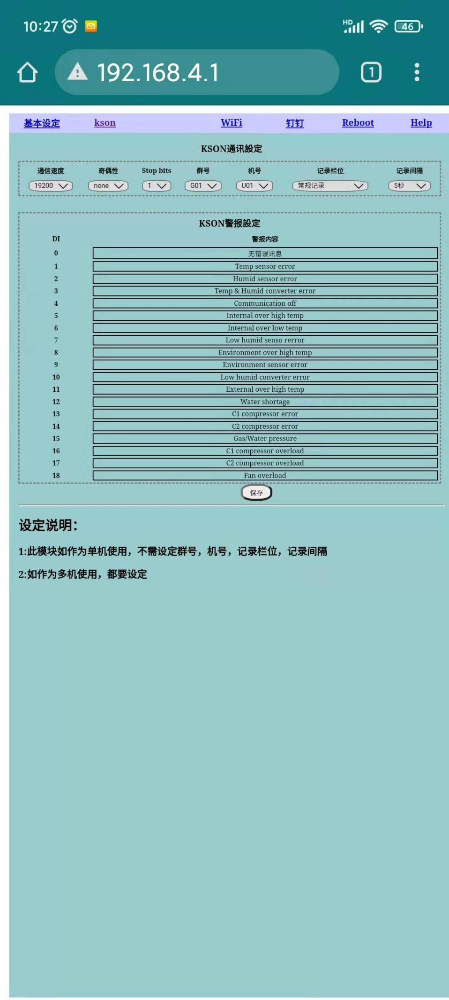 10:27 HD 46
192.168.4.1 1
基本设定 kson WiFi 钉钉 Reboot Help
KSON通讯設定
通信速度 奇偶性 Stop bits 群号 机号 记录栏位 记录间隔
19200 none 1 G01 U01 常规记录 5秒
KSON警报設定
DI 警报内容
0 无错误讯息
1 Temp sensor error
2 Humid sensor error
3 Temp & Humid converter error
4 Communication off
5 Internal over high temp
6 Internal over low temp
7 Low humid senso rerror
8 Environment over high temp
9 Environment sensor error
10 Low humid converter error
11 External over high temp
12 Water shortage
13 C1 compressor error
14 C2 compressor error
15 Gas/Water pressure
16 C1 compressor overload
17 C2 compressor overload
18 Fan overload
保存
设定说明：
1:此模块如作为单机使用，不需设定群号，机号，记录栏位，记录间隔
2:如作为多机使用，都要设定